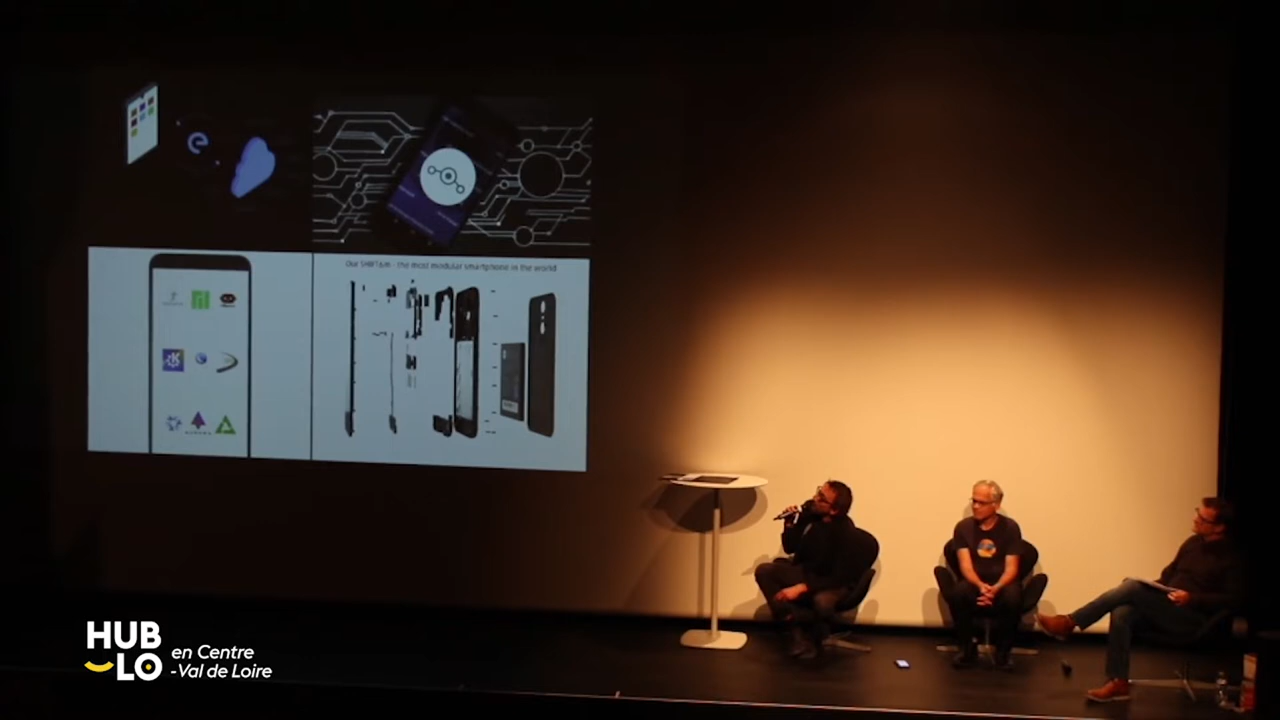 Our SHIFT6m - the most modular smartphone in the world
HUB
LO
en Centre
-Val de Loire